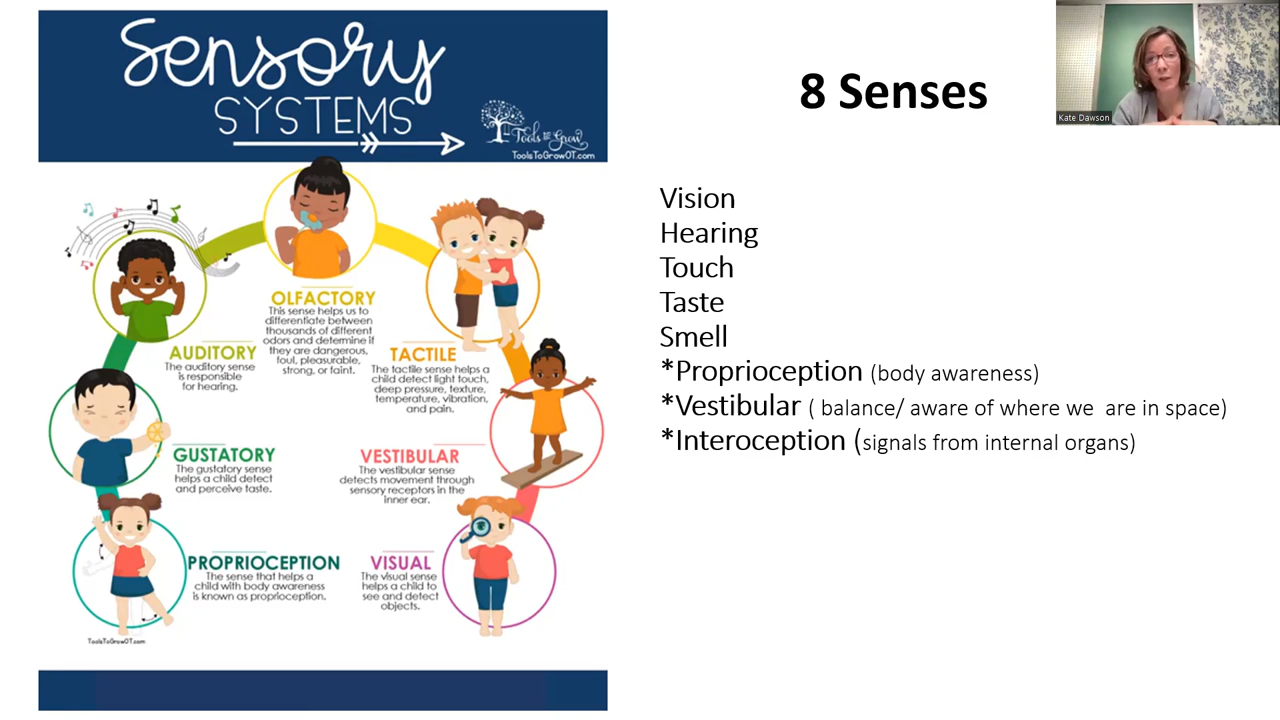 Sensory
SYSTEMS
Tools to Grow
ToolsToGrowOT.com
OLFACTORY
This sense helps us to
differentiate between
thousands of different
odors and determine if
they are dangerous,
foul, pleasurable,
strong, or faint.
AUDITORY
The auditory sense
is responsible
for hearing.
TACTILE
The tactile sense helps a
child detect light touch,
deep pressure, texture,
temperature, vibration,
and pain.
GUSTATORY
The gustatory sense
helps a child detect
and perceive taste.
VESTIBULAR
The vestibular sense
detects movement through
sensory receptors in the
inner ear.
PROPRIOCEPTION
The sense that helps a
child with body awareness
is known as proprioception.
VISUAL
The visual sense
helps a child to
see and detect
objects.
ToolsToGrowOT.com
8 Senses
Kate Dawson
Vision
Hearing
Touch
Taste
Smell
*Proprioception (body awareness)
*Vestibular ( balance/ aware of where we are in space)
*Interoception (signals from internal organs)